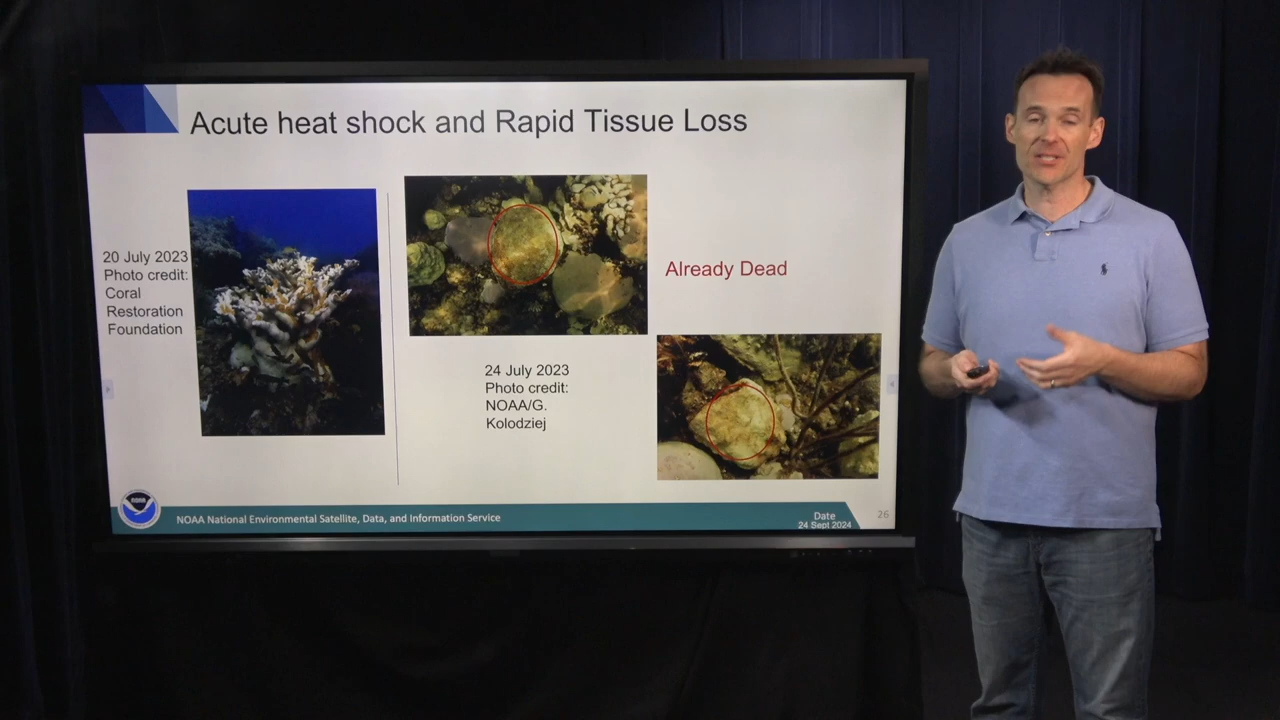 Acute heat shock and Rapid Tissue Loss
20 July 2023
Photo credit:
Coral
Restoration
Foundation
Already Dead
24 July 2023
Photo credit:
NOAA/G.
Kolodziej
NOAA
NOAA National Environmental Satellite, Data, and Information Service
Date
24 Sept 2024
26